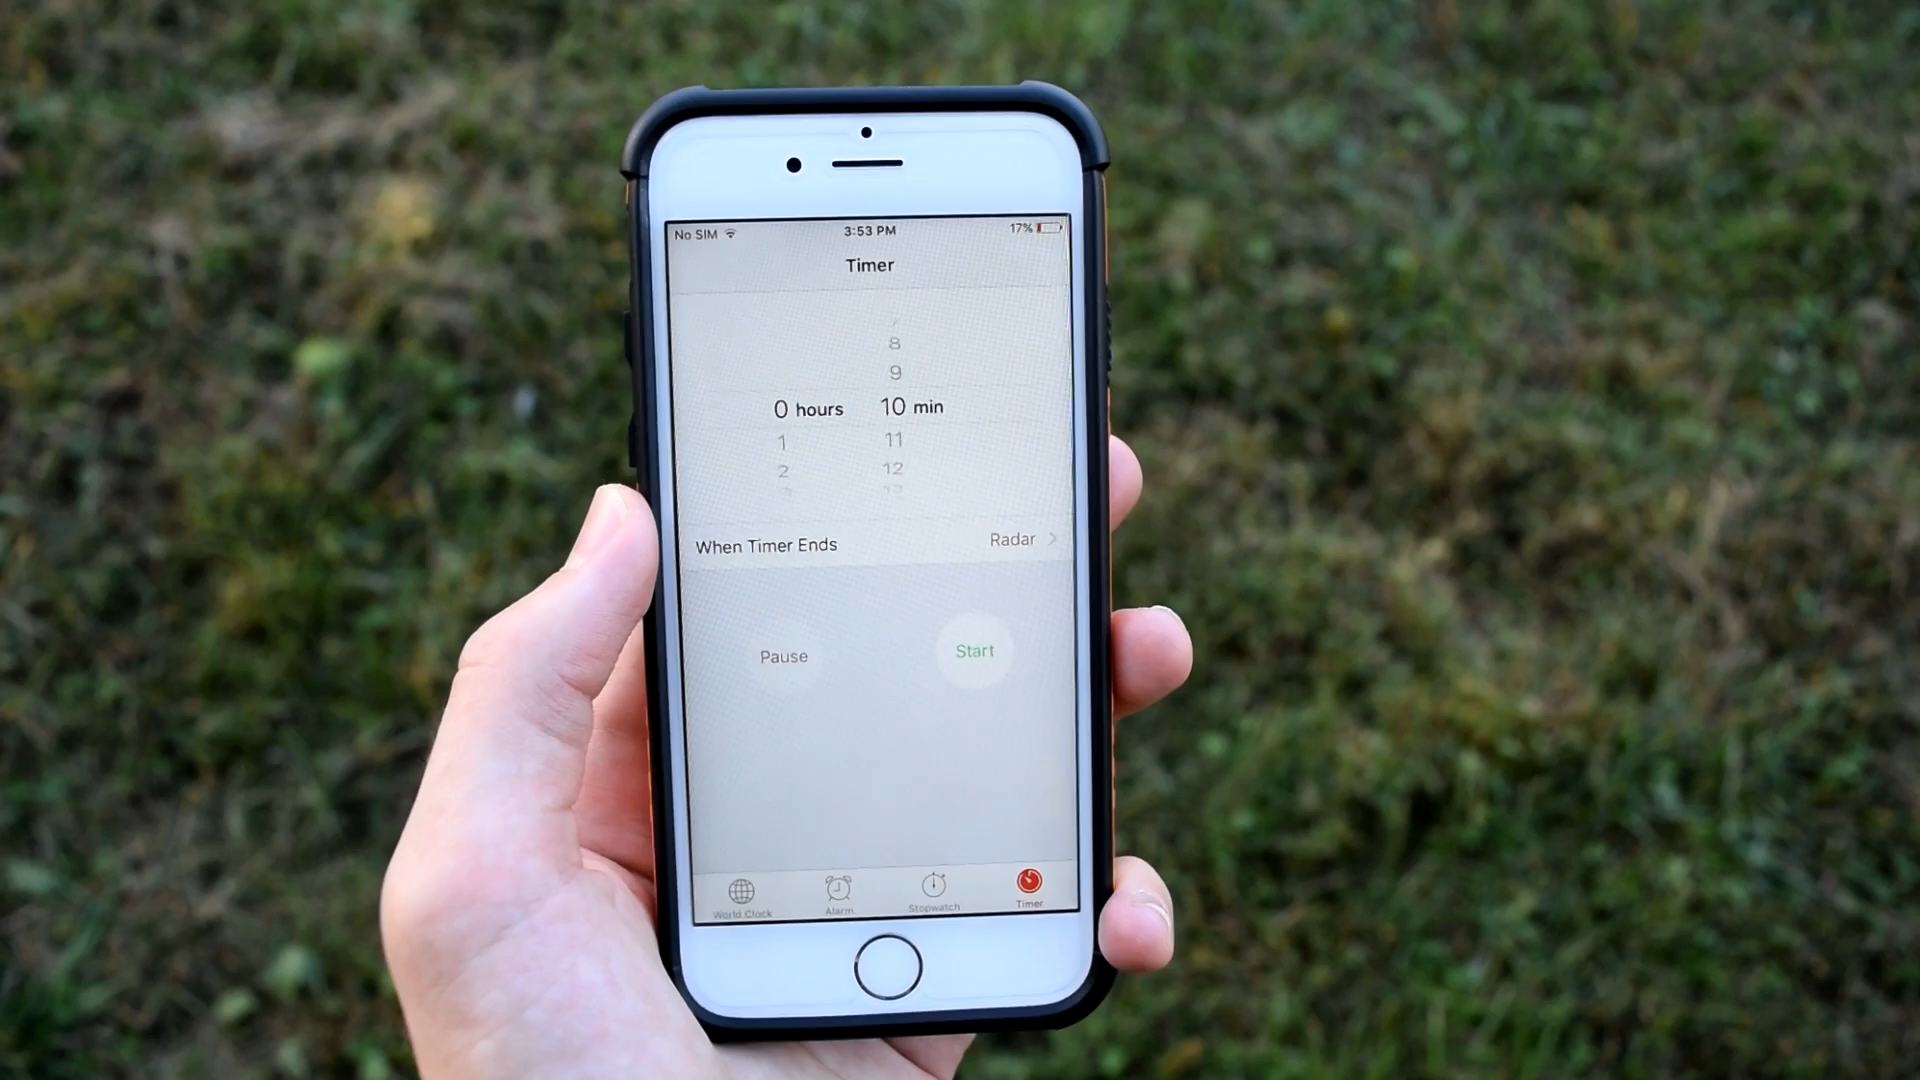 No SIM 3:53 PM 17%
Timer
8
9
0 hours 10 min
1 11
2 12
When Timer Ends Radar
Pause Start
World Clock Alarm Stopwatch Timer